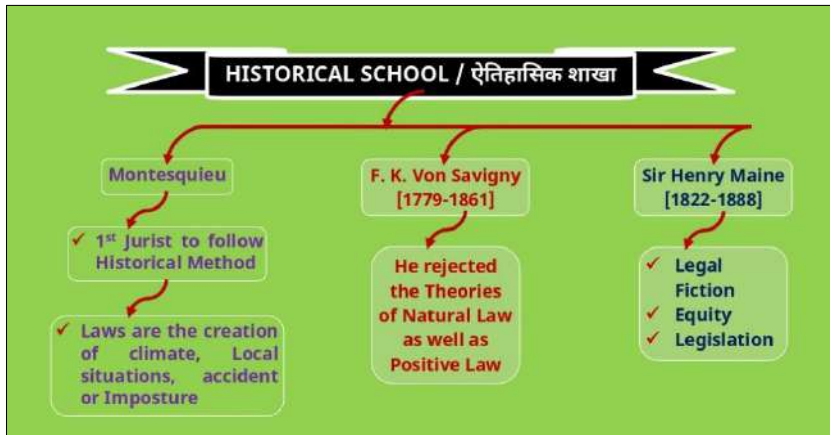 HISTORICAL SCHOOL / ऐतिहासिक शाखा
Montesquieu
✓ 1st Jurist to follow
Historical Method
✓ Laws are the creation
of climate, Local
situations, accident
or Imposture
F. K. Von Savigny
[1779-1861]
He rejected
the Theories
of Natural Law
as well as
Positive Law
Sir Henry Maine
[1822-1888]
✓ Legal
Fiction
✓ Equity
✓ Legislation